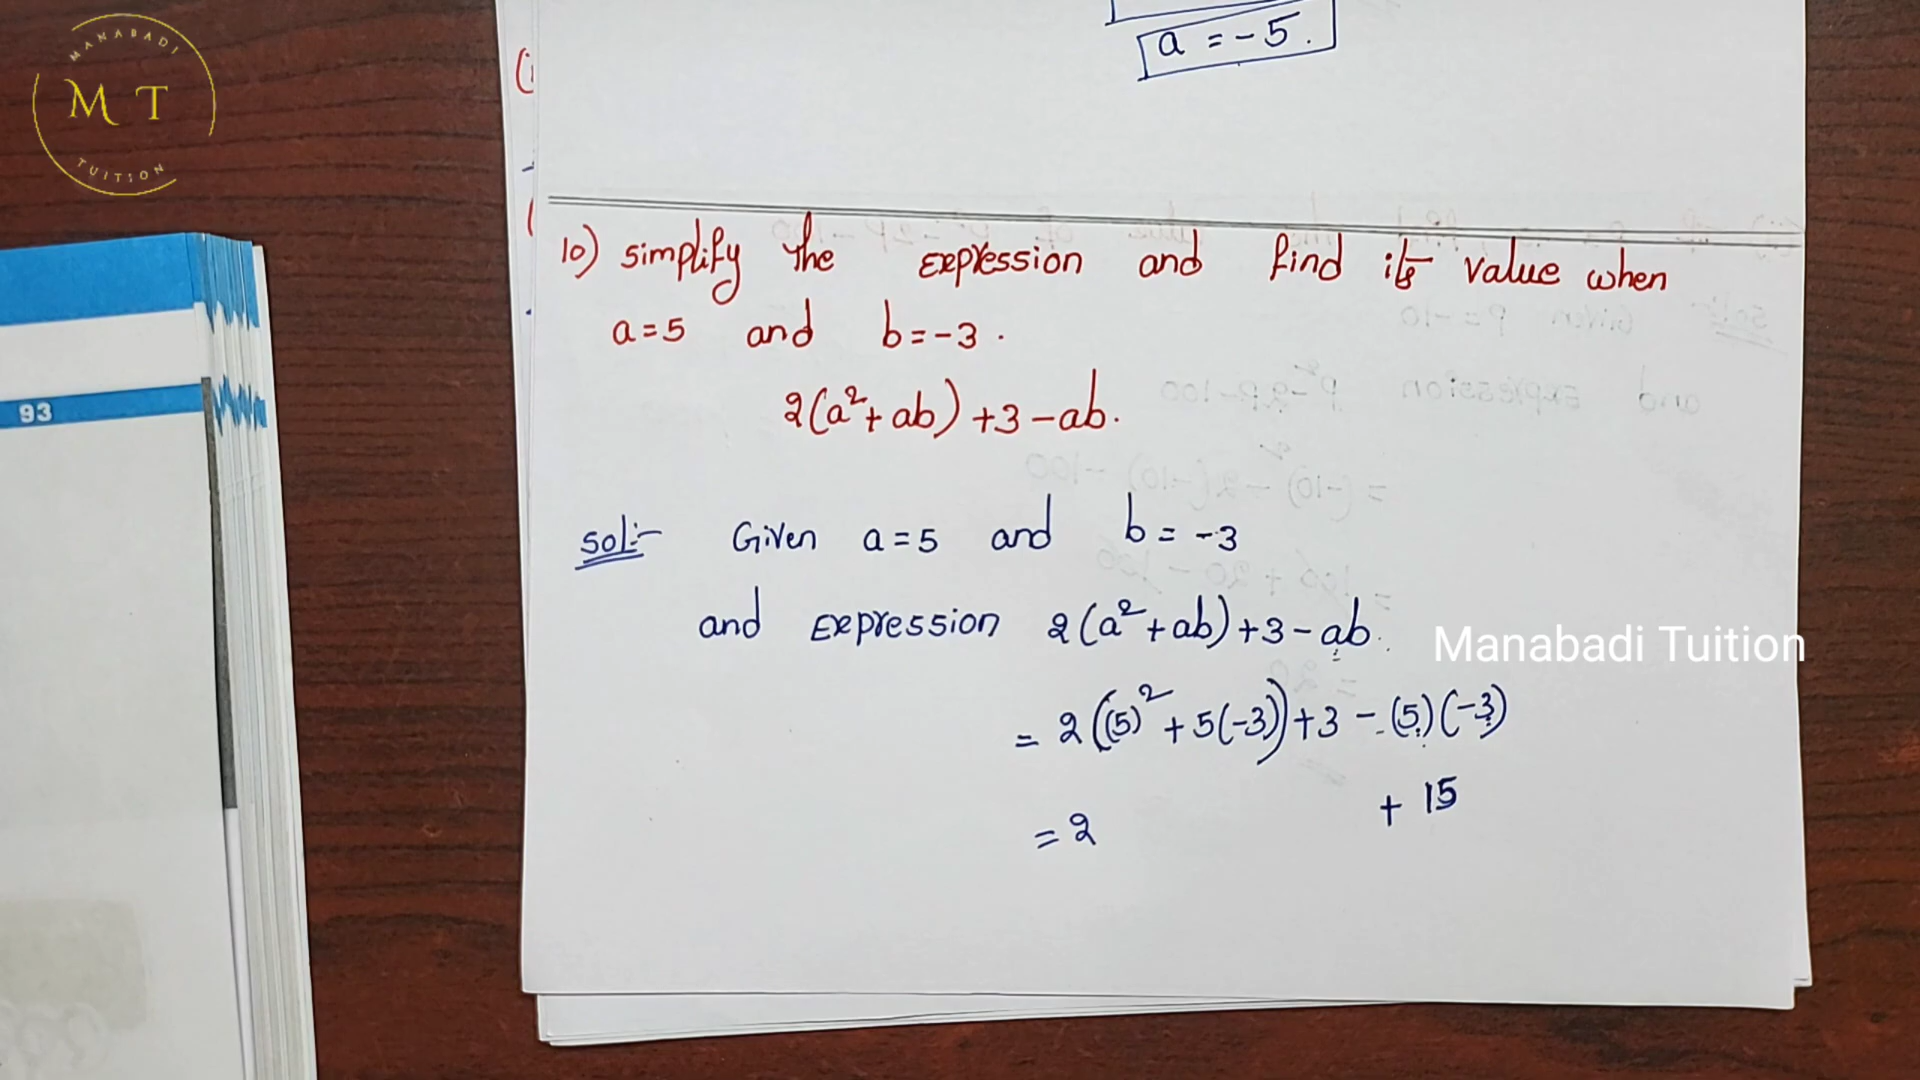 MANABADI
M T
TUITION
a = -5.
10) simplify the expression and find its value when
a=5 and b=-3.
2(a²+ab)+3-ab.
93
Sol:- Given a=5 and b=-3
and Expression 2(a²+ab)+3-ab.
Manabadi Tuition
= 2((5)²+5(-3))+3-(5)(-3)
= 2 + 15